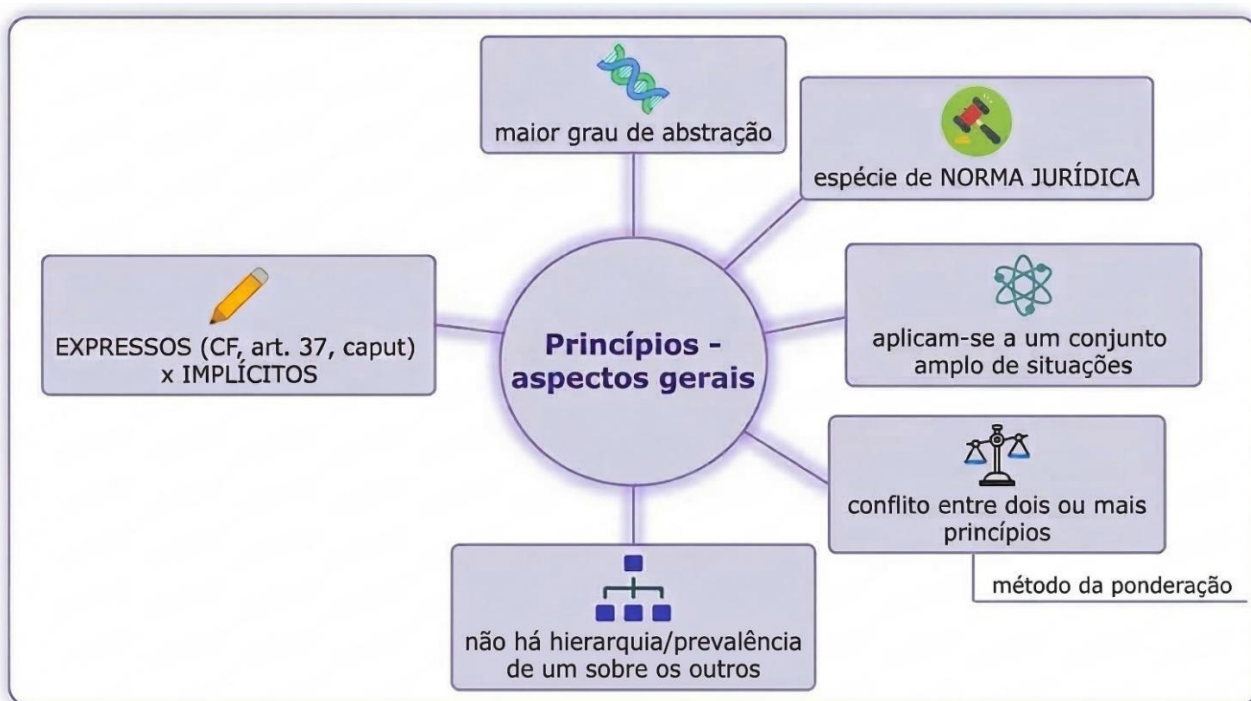 maior grau de abstração
espécie de NORMA JURÍDICA
EXPRESSOS (CF, art. 37, caput)
x IMPLÍCITOS
Princípios -
aspectos gerais
aplicam-se a um conjunto
amplo de situações
conflito entre dois ou mais
princípios
método da ponderação
não há hierarquia/prevalência
de um sobre os outros